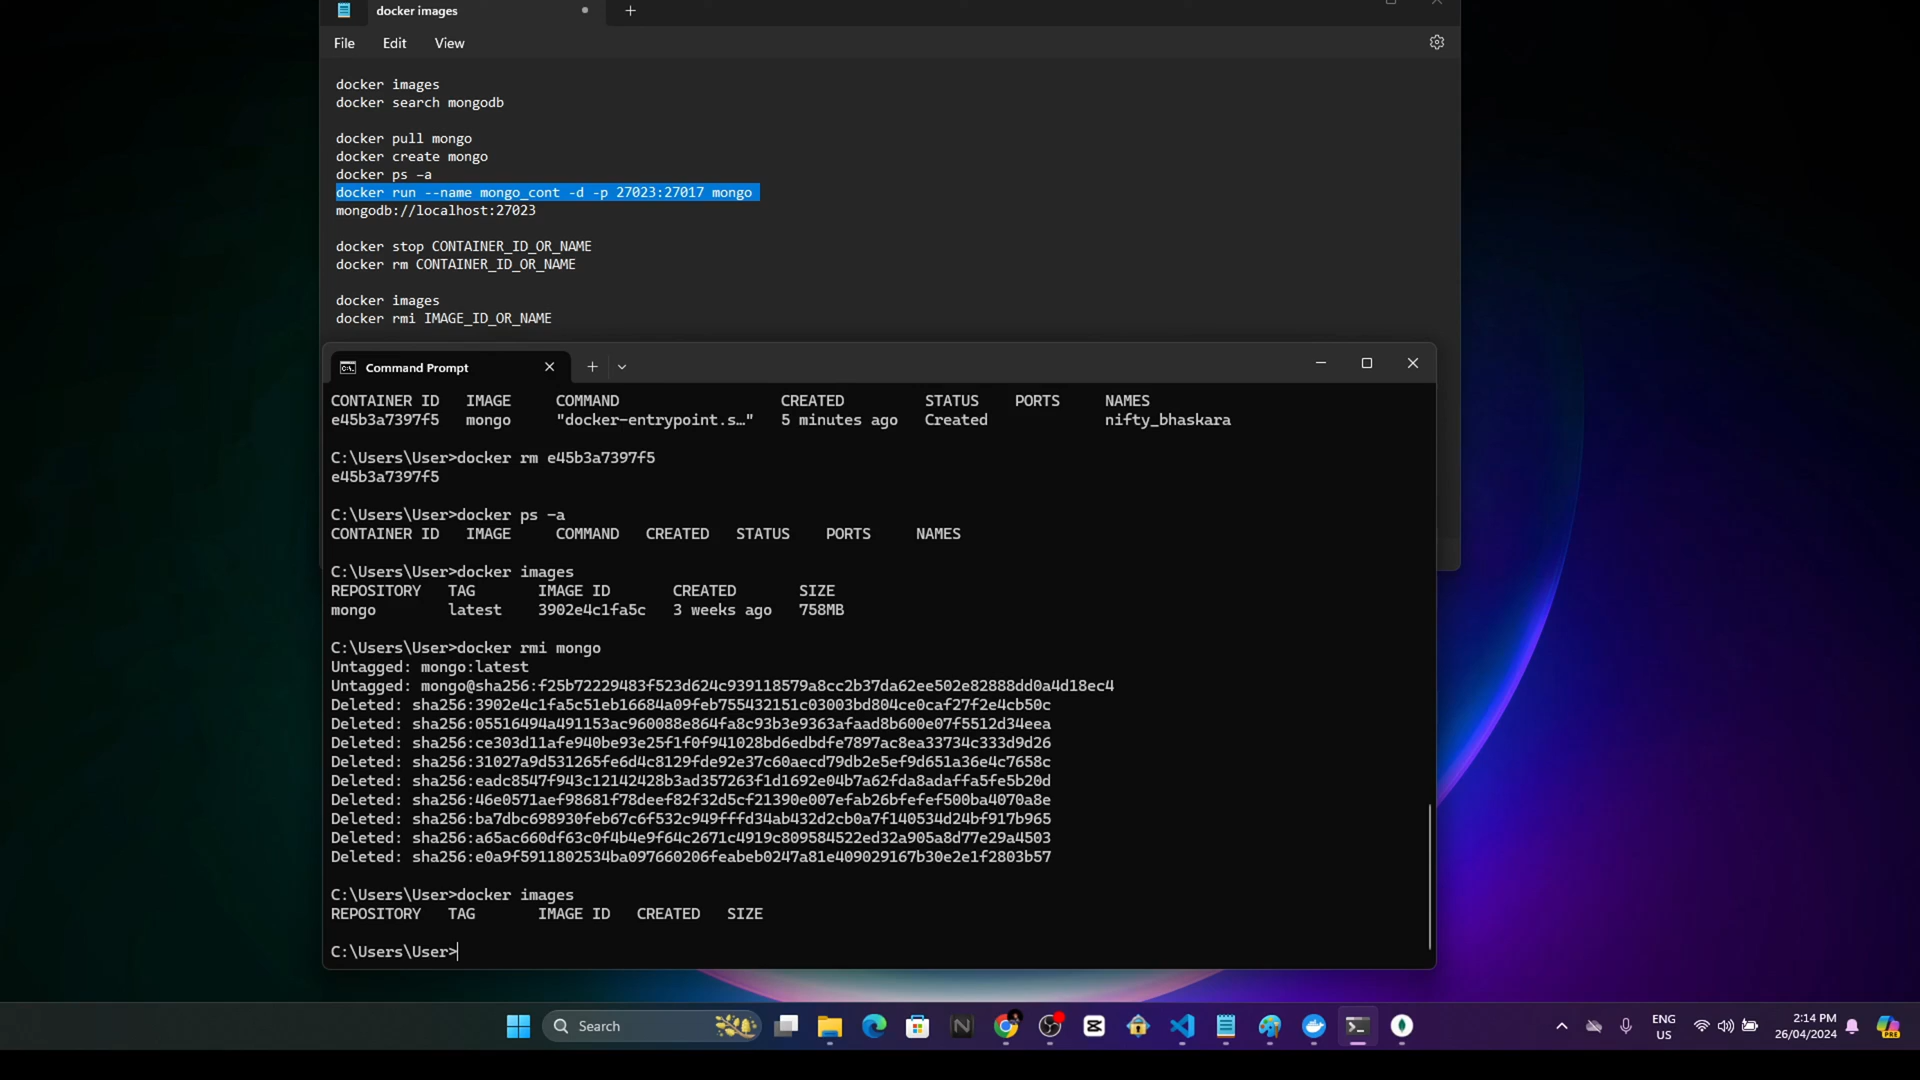 docker images
File Edit View
docker images
docker search mongodb
docker pull mongo
docker create mongo
docker ps -a
docker run --name mongo_cont -d -p 27023:27017 mongo
mongodb://localhost:27023
docker stop CONTAINER_ID_OR_NAME
docker rm CONTAINER_ID_OR_NAME
docker images
docker rmi IMAGE_ID_OR_NAME
Command Prompt
CONTAINER ID IMAGE COMMAND CREATED STATUS PORTS NAMES
e45b3a7397f5 mongo "docker-entrypoint.s…" 5 minutes ago Created nifty_bhaskara
C:\Users\User>docker rm e45b3a7397f5
e45b3a7397f5
C:\Users\User>docker ps -a
CONTAINER ID IMAGE COMMAND CREATED STATUS PORTS NAMES
C:\Users\User>docker images
REPOSITORY TAG IMAGE ID CREATED SIZE
mongo latest 3902e4c1fa5c 3 weeks ago 758MB
C:\Users\User>docker rmi mongo
Untagged: mongo:latest
Untagged: mongo@sha256:f25b72229483f523d624c939118579a8cc2b37da62ee502e82888dd0a4d18ec4
Deleted: sha256:3902e4c1fa5c51eb16684a09feb755432151c03003bd804ce0caf27f2e4cb50c
Deleted: sha256:05516494a491153ac960088e864fa8c93b3e9363afaad8b600e07f5512d34eea
Deleted: sha256:ce303d11afe940be93e25f1f0f941028bd6edbdfe7897ac8ea33734c333d9d26
Deleted: sha256:31027a9d531265fe6d4c8129fde92e37c60aecd79db2e5ef9d651a36e4c7658c
Deleted: sha256:eadc8547f943c12142428b3ad357263f1d1692e04b7a62fda8adaffa5fe5b20d
Deleted: sha256:46e0571aef98681f78deef82f32d5cf21390e007efab26bfefef500ba4070a8e
Deleted: sha256:ba7dbc698930feb67c6f532c949fffd34ab432d2cb0a7f140534d24bf917b965
Deleted: sha256:a65ac660df63c0f4b4e9f64c2671c4919c809584522ed32a905a8d77e29a4503
Deleted: sha256:e0a9f5911802534ba097660206feabeb0247a81e409029167b30e2e1f2803b57
C:\Users\User>docker images
REPOSITORY TAG IMAGE ID CREATED SIZE
C:\Users\User>
Search
ENG
US
2:14 PM
26/04/2024
PRE